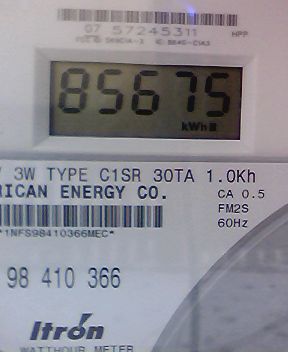 07 57245311 HPP
85675
kWh
3W TYPE C1SR 30TA 1.0Kh
RICAN ENERGY CO. CA 0.5
FM2S
60Hz
*1NFS98410366MEC*
98 410 366
Itron
WATTHOUR METER